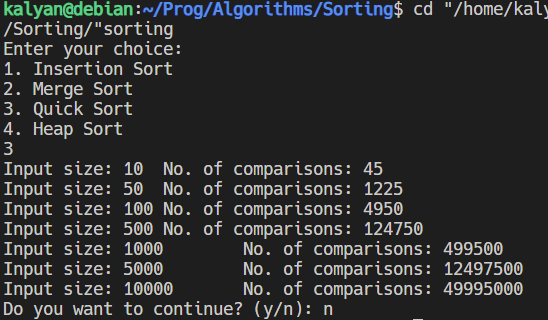 kalyan@debian:~/Prog/Algorithms/Sorting$ cd "/home/kaly
/Sorting/"sorting
Enter your choice:
1. Insertion Sort
2. Merge Sort
3. Quick Sort
4. Heap Sort
3
Input size: 10  No. of comparisons: 45
Input size: 50  No. of comparisons: 1225
Input size: 100 No. of comparisons: 4950
Input size: 500 No. of comparisons: 124750
Input size: 1000        No. of comparisons: 499500
Input size: 5000        No. of comparisons: 12497500
Input size: 10000       No. of comparisons: 49995000
Do you want to continue? (y/n): n